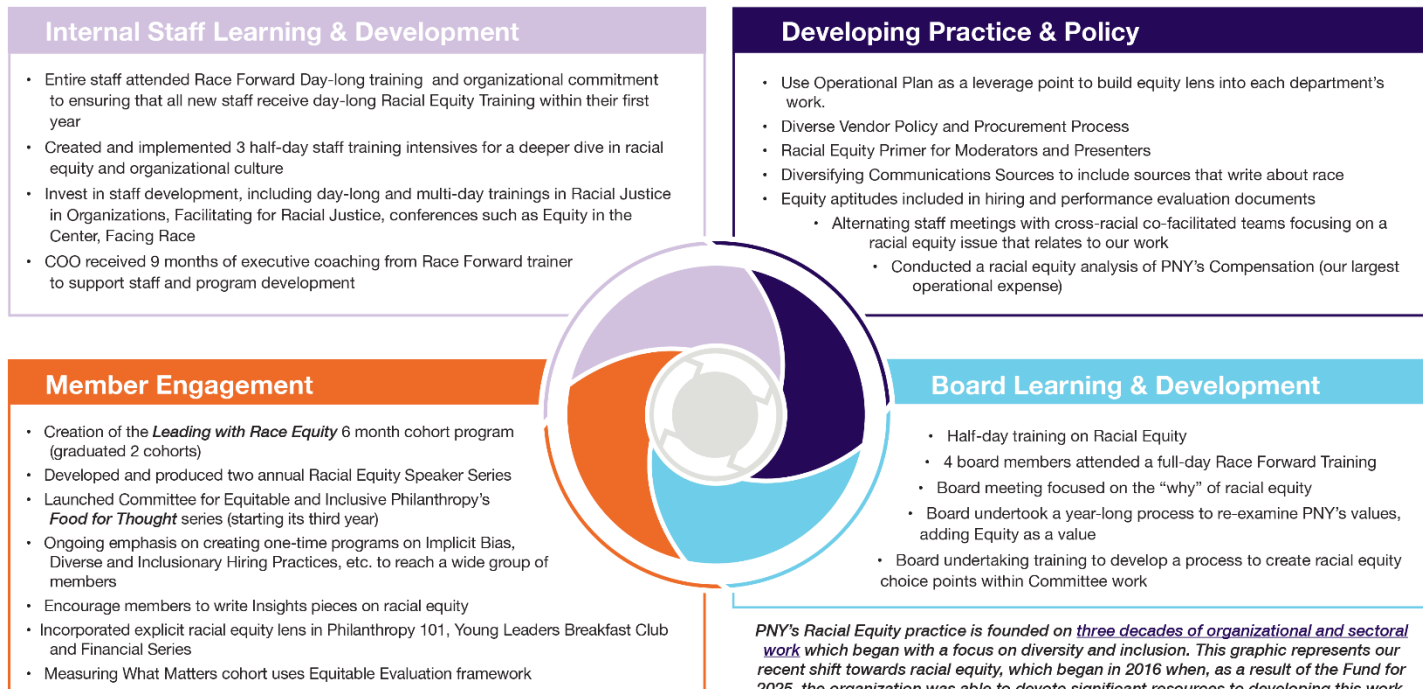 Internal Staff Learning & Development
• Entire staff attended Race Forward Day-long training and organizational commitment
to ensuring that all new staff receive day-long Racial Equity Training within their first
year
• Created and implemented 3 half-day staff training intensives for a deeper dive in racial
equity and organizational culture
• Invest in staff development, including day-long and multi-day trainings in Racial Justice
in Organizations, Facilitating for Racial Justice, conferences such as Equity in the
Center, Facing Race
• COO received 9 months of executive coaching from Race Forward trainer
to support staff and program development
Developing Practice & Policy
• Use Operational Plan as a leverage point to build equity lens into each department's
work.
• Diverse Vendor Policy and Procurement Process
• Racial Equity Primer for Moderators and Presenters
• Diversifying Communications Sources to include sources that write about race
• Equity aptitudes included in hiring and performance evaluation documents
• Alternating staff meetings with cross-racial co-facilitated teams focusing on a
racial equity issue that relates to our work
• Conducted a racial equity analysis of PNY's Compensation (our largest
operational expense)
Member Engagement
• Creation of the Leading with Race Equity 6 month cohort program
(graduated 2 cohorts)
• Developed and produced two annual Racial Equity Speaker Series
• Launched Committee for Equitable and Inclusive Philanthropy's
Food for Thought series (starting its third year)
• Ongoing emphasis on creating one-time programs on Implicit Bias,
Diverse and Inclusionary Hiring Practices, etc. to reach a wide group of
members
• Encourage members to write Insights pieces on racial equity
• Incorporated explicit racial equity lens in Philanthropy 101, Young Leaders Breakfast Club
and Financial Series
• Measuring What Matters cohort uses Equitable Evaluation framework
Board Learning & Development
• Half-day training on Racial Equity
• 4 board members attended a full-day Race Forward Training
• Board meeting focused on the "why" of racial equity
• Board undertook a year-long process to re-examine PNY's values,
adding Equity as a value
• Board undertaking training to develop a process to create racial equity
choice points within Committee work
PNY's Racial Equity practice is founded on three decades of organizational and sectoral
work which began with a focus on diversity and inclusion. This graphic represents our
recent shift towards racial equity, which began in 2016 when, as a result of the Fund for
2025, the organization was able to devote significant resources to developing this work